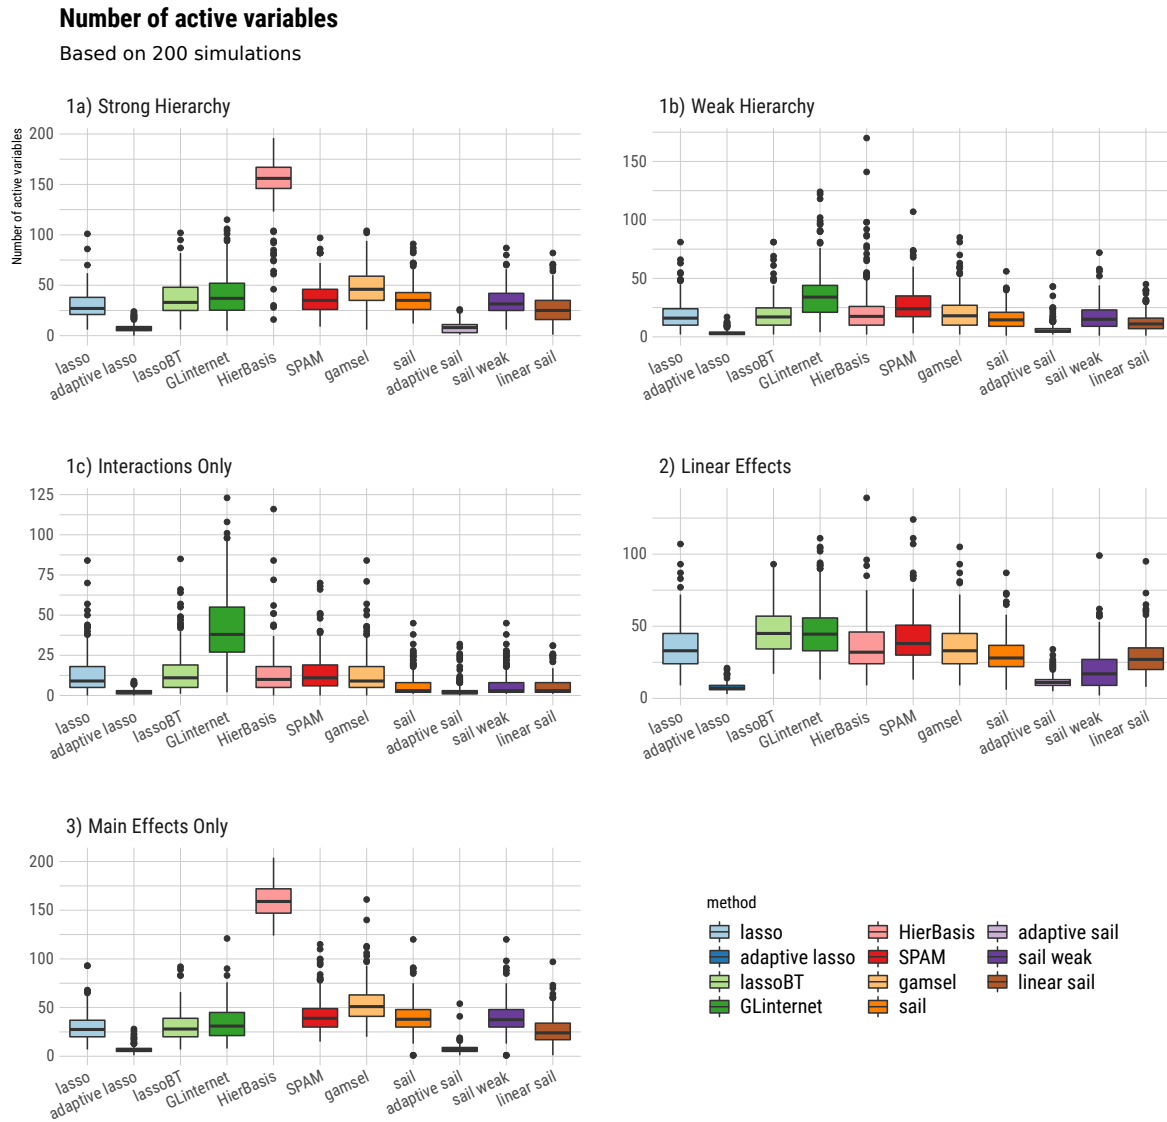 Number of active variables
Based on 200 simulations
1a) Strong Hierarchy
Number of active variables
200
150
100
50
0
lasso
adaptive lasso
lassoBT
GLinternet
HierBasis
SPAM
gamsel
sail
adaptive sail
sail weak
linear sail
1b) Weak Hierarchy
150
100
50
0
lasso
adaptive lasso
lassoBT
GLinternet
HierBasis
SPAM
gamsel
sail
adaptive sail
sail weak
linear sail
1c) Interactions Only
125
100
75
50
25
0
lasso
adaptive lasso
lassoBT
GLinternet
HierBasis
SPAM
gamsel
sail
adaptive sail
sail weak
linear sail
2) Linear Effects
100
50
0
lasso
adaptive lasso
lassoBT
GLinternet
HierBasis
SPAM
gamsel
sail
adaptive sail
sail weak
linear sail
3) Main Effects Only
200
150
100
50
0
lasso
adaptive lasso
lassoBT
GLinternet
HierBasis
SPAM
gamsel
sail
adaptive sail
sail weak
linear sail
method
lasso
adaptive lasso
lassoBT
GLinternet
HierBasis
SPAM
gamsel
sail
adaptive sail
sail weak
linear sail